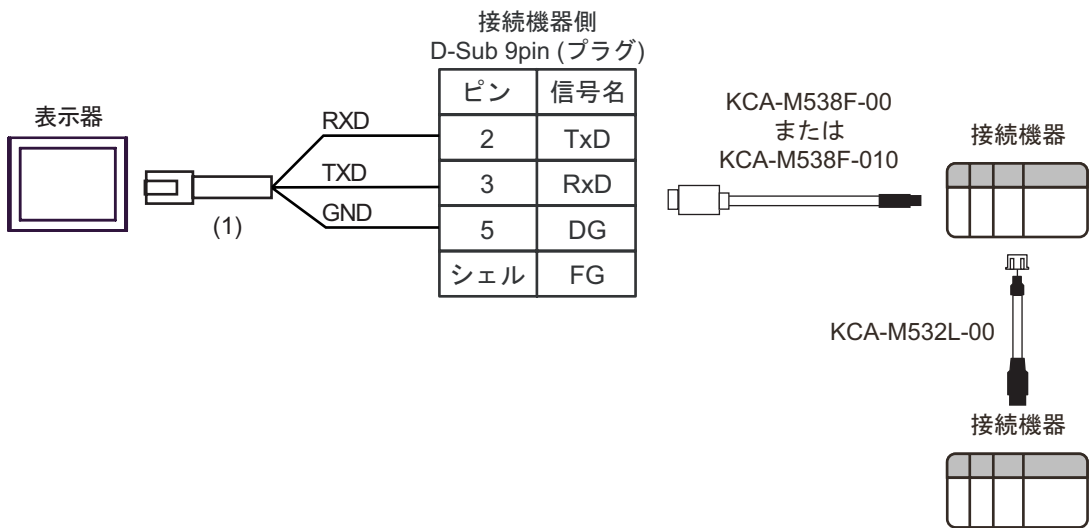 接続機器側
D-Sub 9pin (プラグ)
ピン 信号名
2 TxD
3 RxD
5 DG
シェル FG
表示器
RXD
TXD
GND
(1)
KCA-M538F-00
または
KCA-M538F-010
接続機器
KCA-M532L-00
接続機器